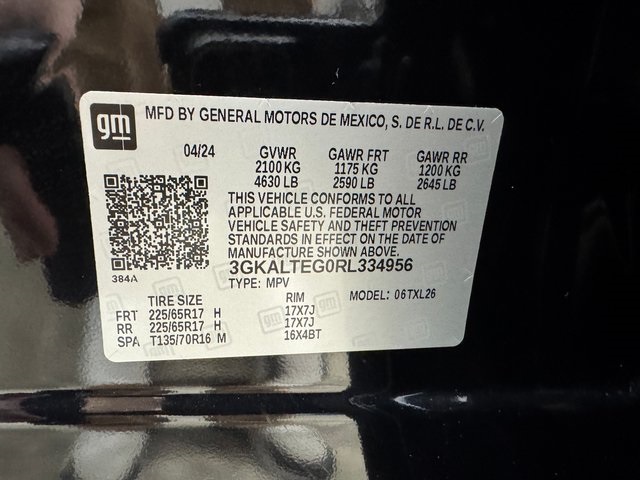 gm
MFD BY GENERAL MOTORS DE MEXICO, S. DE R.L. DE C.V.
04/24 GVWR GAWR FRT GAWR RR
2100 KG 1175 KG 1200 KG
4630 LB 2590 LB 2645 LB
THIS VEHICLE CONFORMS TO ALL
APPLICABLE U.S. FEDERAL MOTOR
VEHICLE SAFETY AND THEFT PREVENTION
STANDARDS IN EFFECT ON THE DATE OF
MANUFACTURE SHOWN ABOVE.
3GKALTEG0RL334956
384A
TYPE: MPV MODEL: 06TXL26
TIRE SIZE RIM
FRT 225/65R17 H 17X7J
RR 225/65R17 H 17X7J
SPA T135/70R16 M 16X4BT